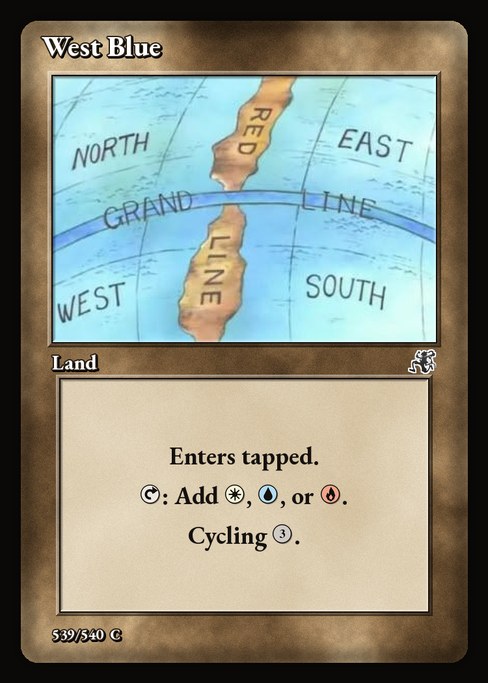 West Blue
NORTH
RED
EAST
GRAND
LINE
WEST
LINE
SOUTH
Land
Enters tapped.
: Add , , or .
Cycling 3.
539/540 C